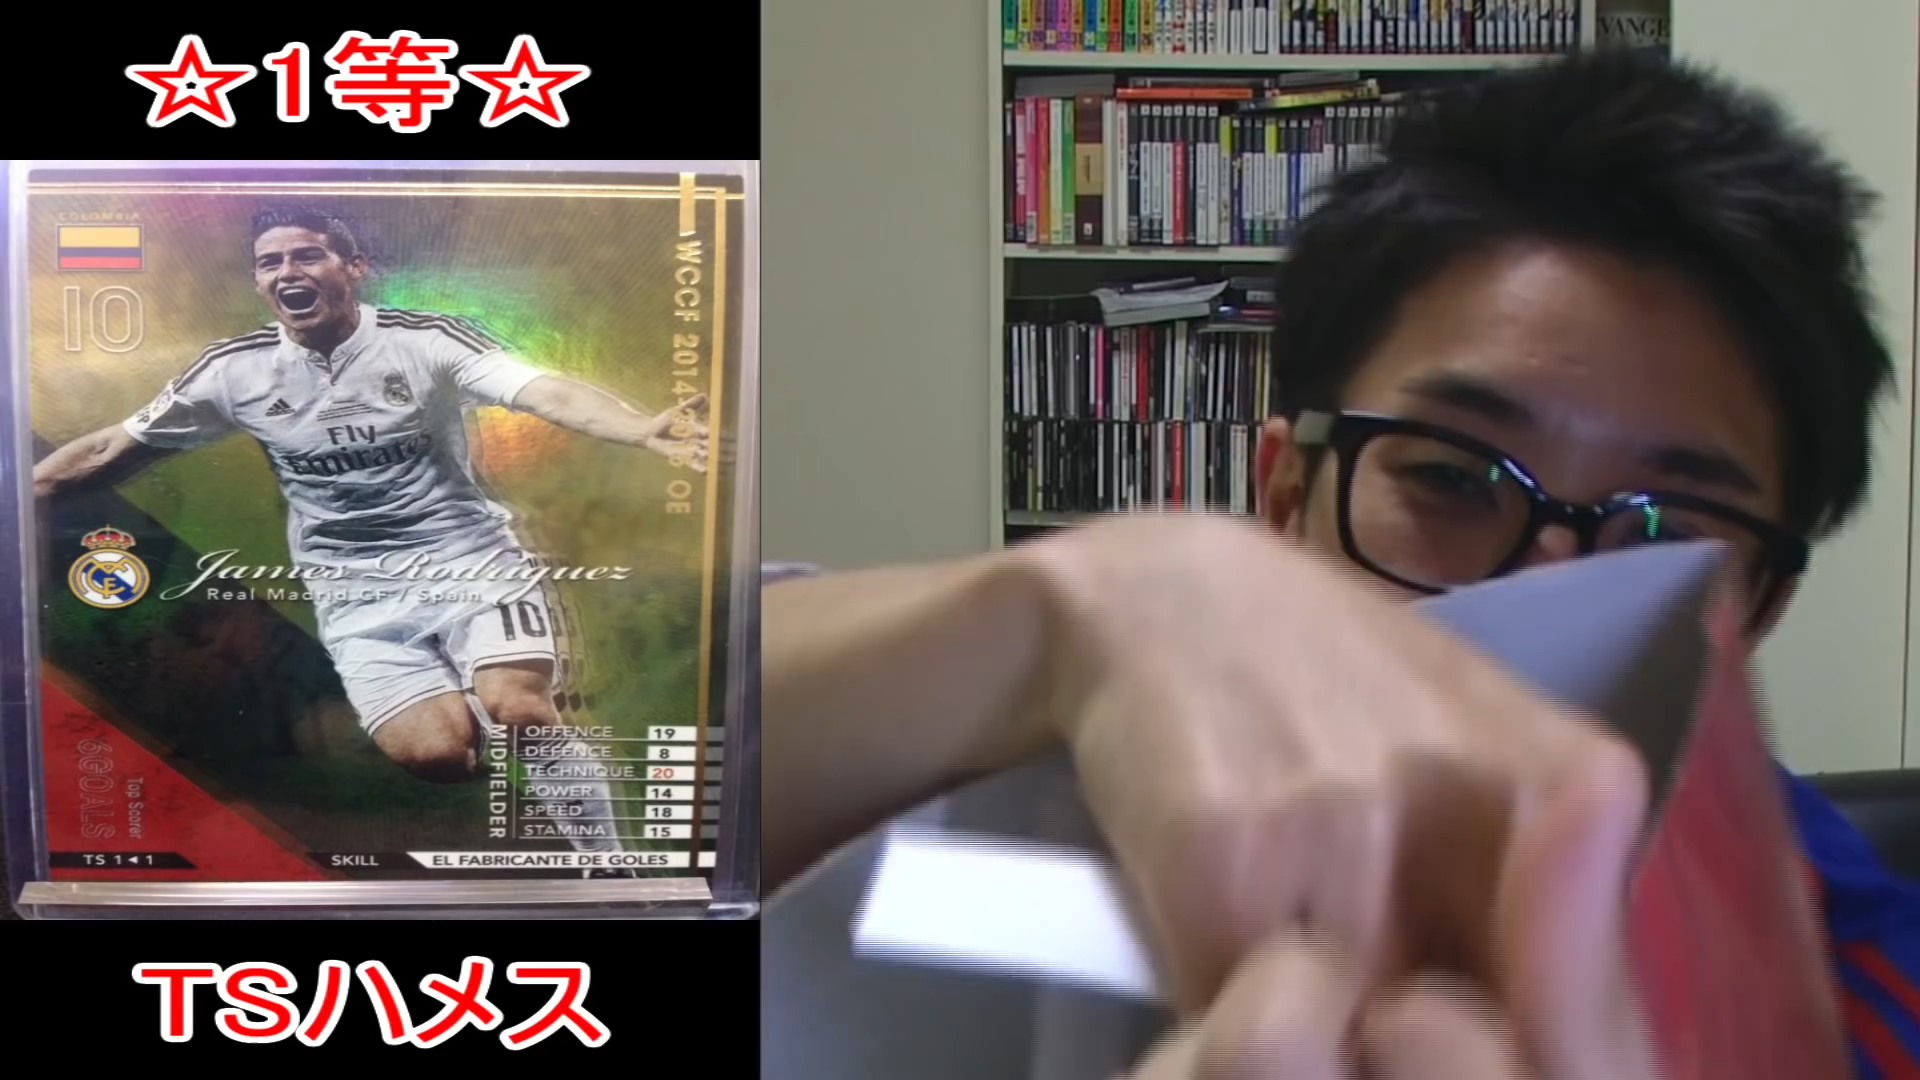 ☆1等☆
COLOMBIA
10
WCCF 2014-2015 OE
Fly
Emirates
James Rodríguez
Real Madrid CF / Spain
10
MIDFIELDER
OFFENCE 19
DEFENCE 8
TECHNIQUE 20
POWER 14
SPEED 18
STAMINA 15
6GOALS
Top Scorer
TS 1◄1
SKILL EL FABRICANTE DE GOLES
TSハメス
EVANGE